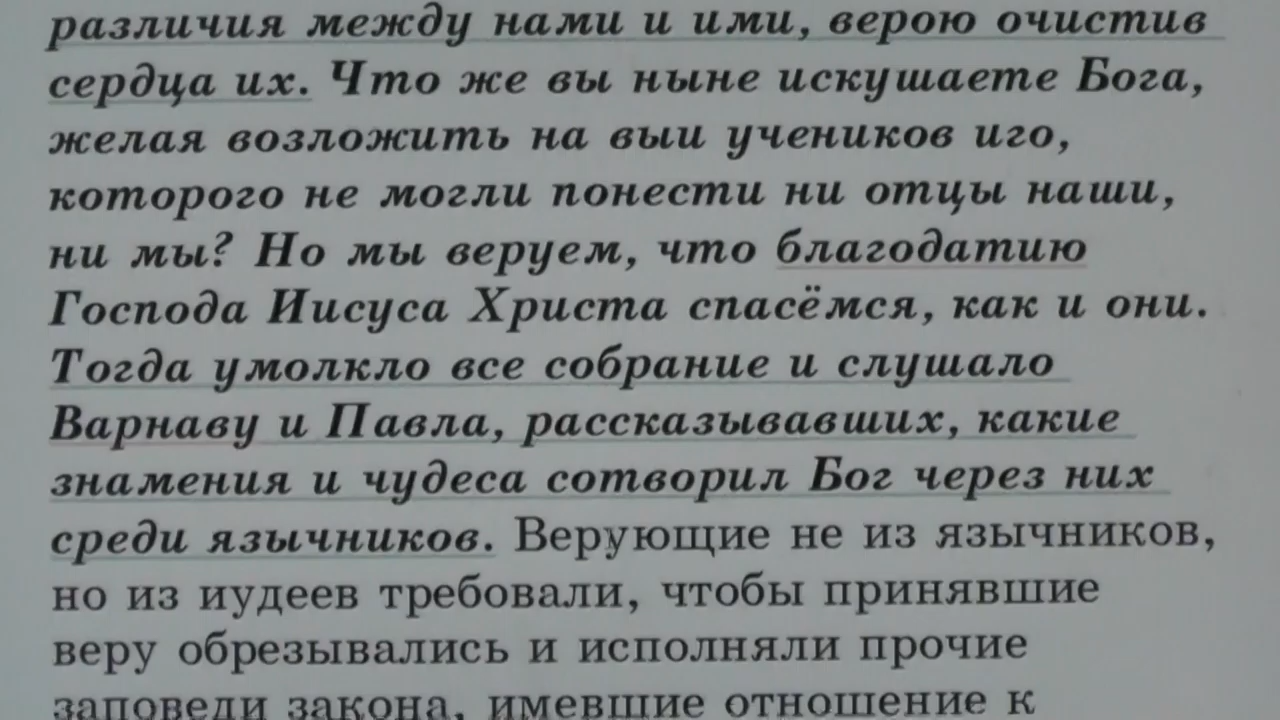 различия между нами и ими, верою очистив
сердца их. Что же вы ныне искушаете Бога,
желая возложить на выи учеников иго,
которого не могли понести ни отцы наши,
ни мы? Но мы веруем, что благодатию
Господа Иисуса Христа спасёмся, как и они.
Тогда умолкло все собрание и слушало
Варнаву и Павла, рассказывавших, какие
знамения и чудеса сотворил Бог через них
среди язычников. Верующие не из язычников,
но из иудеев требовали, чтобы принявшие
веру обрезывались и исполняли прочие
заповеди закона, имевшие отношение к